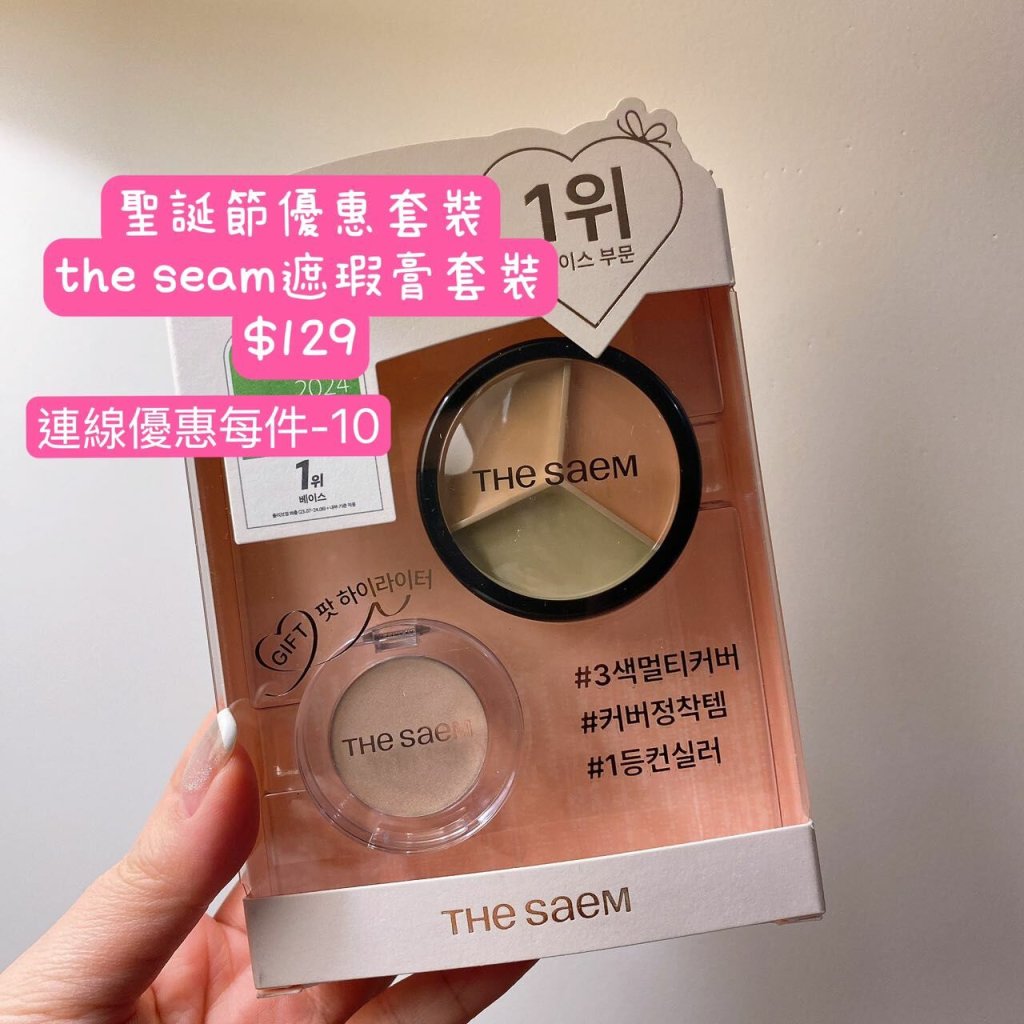 聖誕節優惠套裝
the seam遮瑕膏套裝
$129
連線優惠每件-10
1위
이스 부문
2024
1위
베이스
THE SAEM
GIFT
팟 하이라이터
THE SAEM
#3색멀티커버
#커버정착템
#1등컨실러
THE SAEM